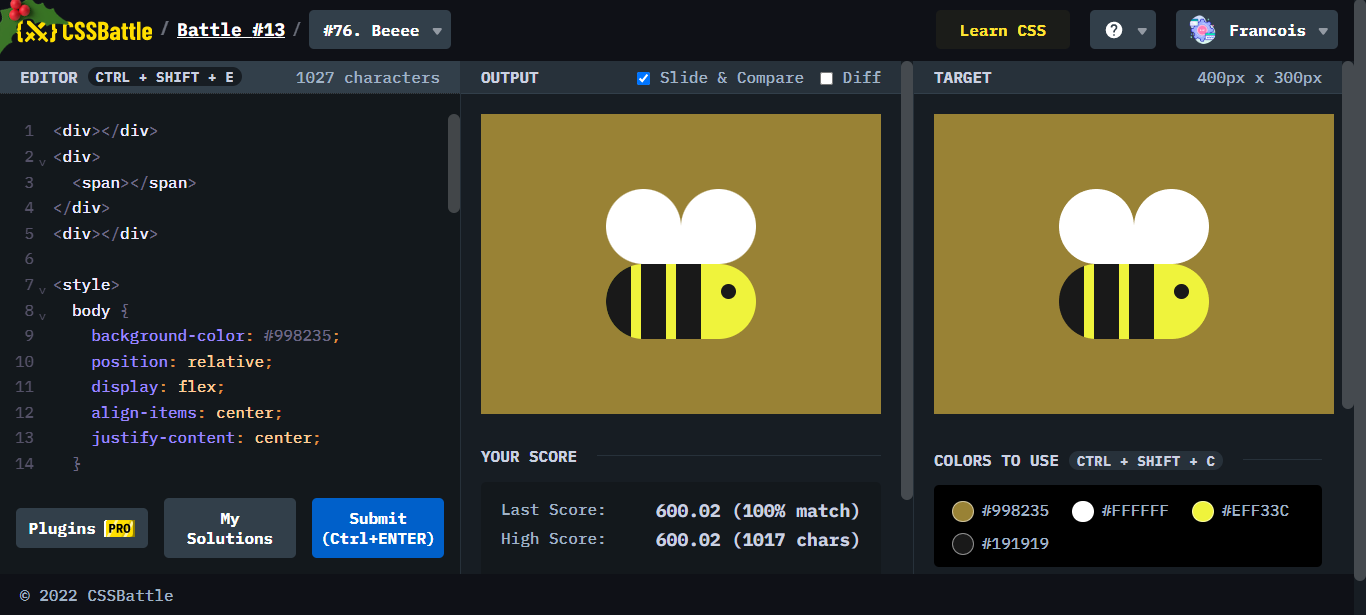 CSSBattle / Battle #13 / #76. Beeee
Learn CSS
?
Francois
EDITOR CTRL + SHIFT + E 1027 characters
1 <div></div>
2 <div>
3 <span></span>
4 </div>
5 <div></div>
6
7 <style>
8 body {
9 background-color: #998235;
10 position: relative;
11 display: flex;
12 align-items: center;
13 justify-content: center;
14 }
Plugins PRO
My
Solutions
Submit
(Ctrl+ENTER)
OUTPUT Slide & Compare Diff
YOUR SCORE
Last Score: 600.02 (100% match)
High Score: 600.02 (1017 chars)
TARGET 400px x 300px
COLORS TO USE CTRL + SHIFT + C
#998235 #FFFFFF #EFF33C
#191919
© 2022 CSSBattle